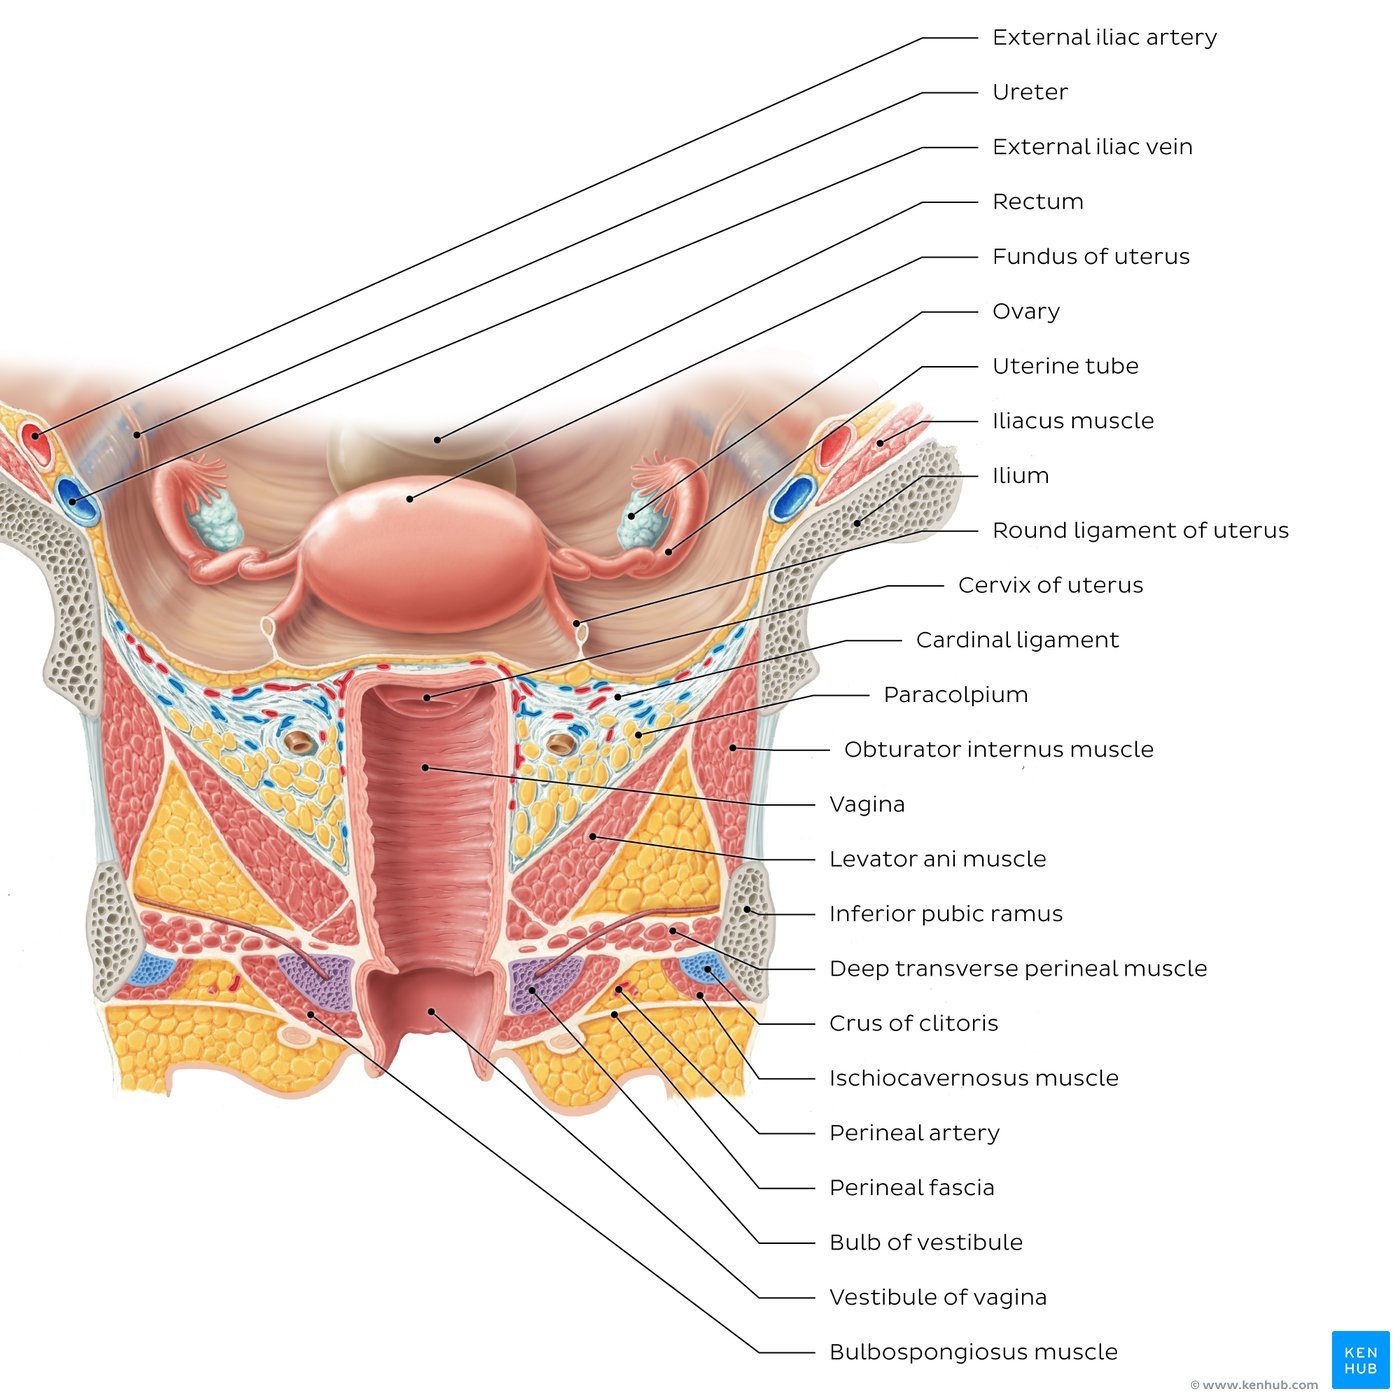 External iliac artery
Ureter
External iliac vein
Rectum
Fundus of uterus
Ovary
Uterine tube
Iliacus muscle
Ilium
Round ligament of uterus
Cervix of uterus
Cardinal ligament
Paracolpium
Obturator internus muscle
Vagina
Levator ani muscle
Inferior pubic ramus
Deep transverse perineal muscle
Crus of clitoris
Ischiocavernosus muscle
Perineal artery
Perineal fascia
Bulb of vestibule
Vestibule of vagina
Bulbospongiosus muscle
KEN
HUB
© www.kenhub.com